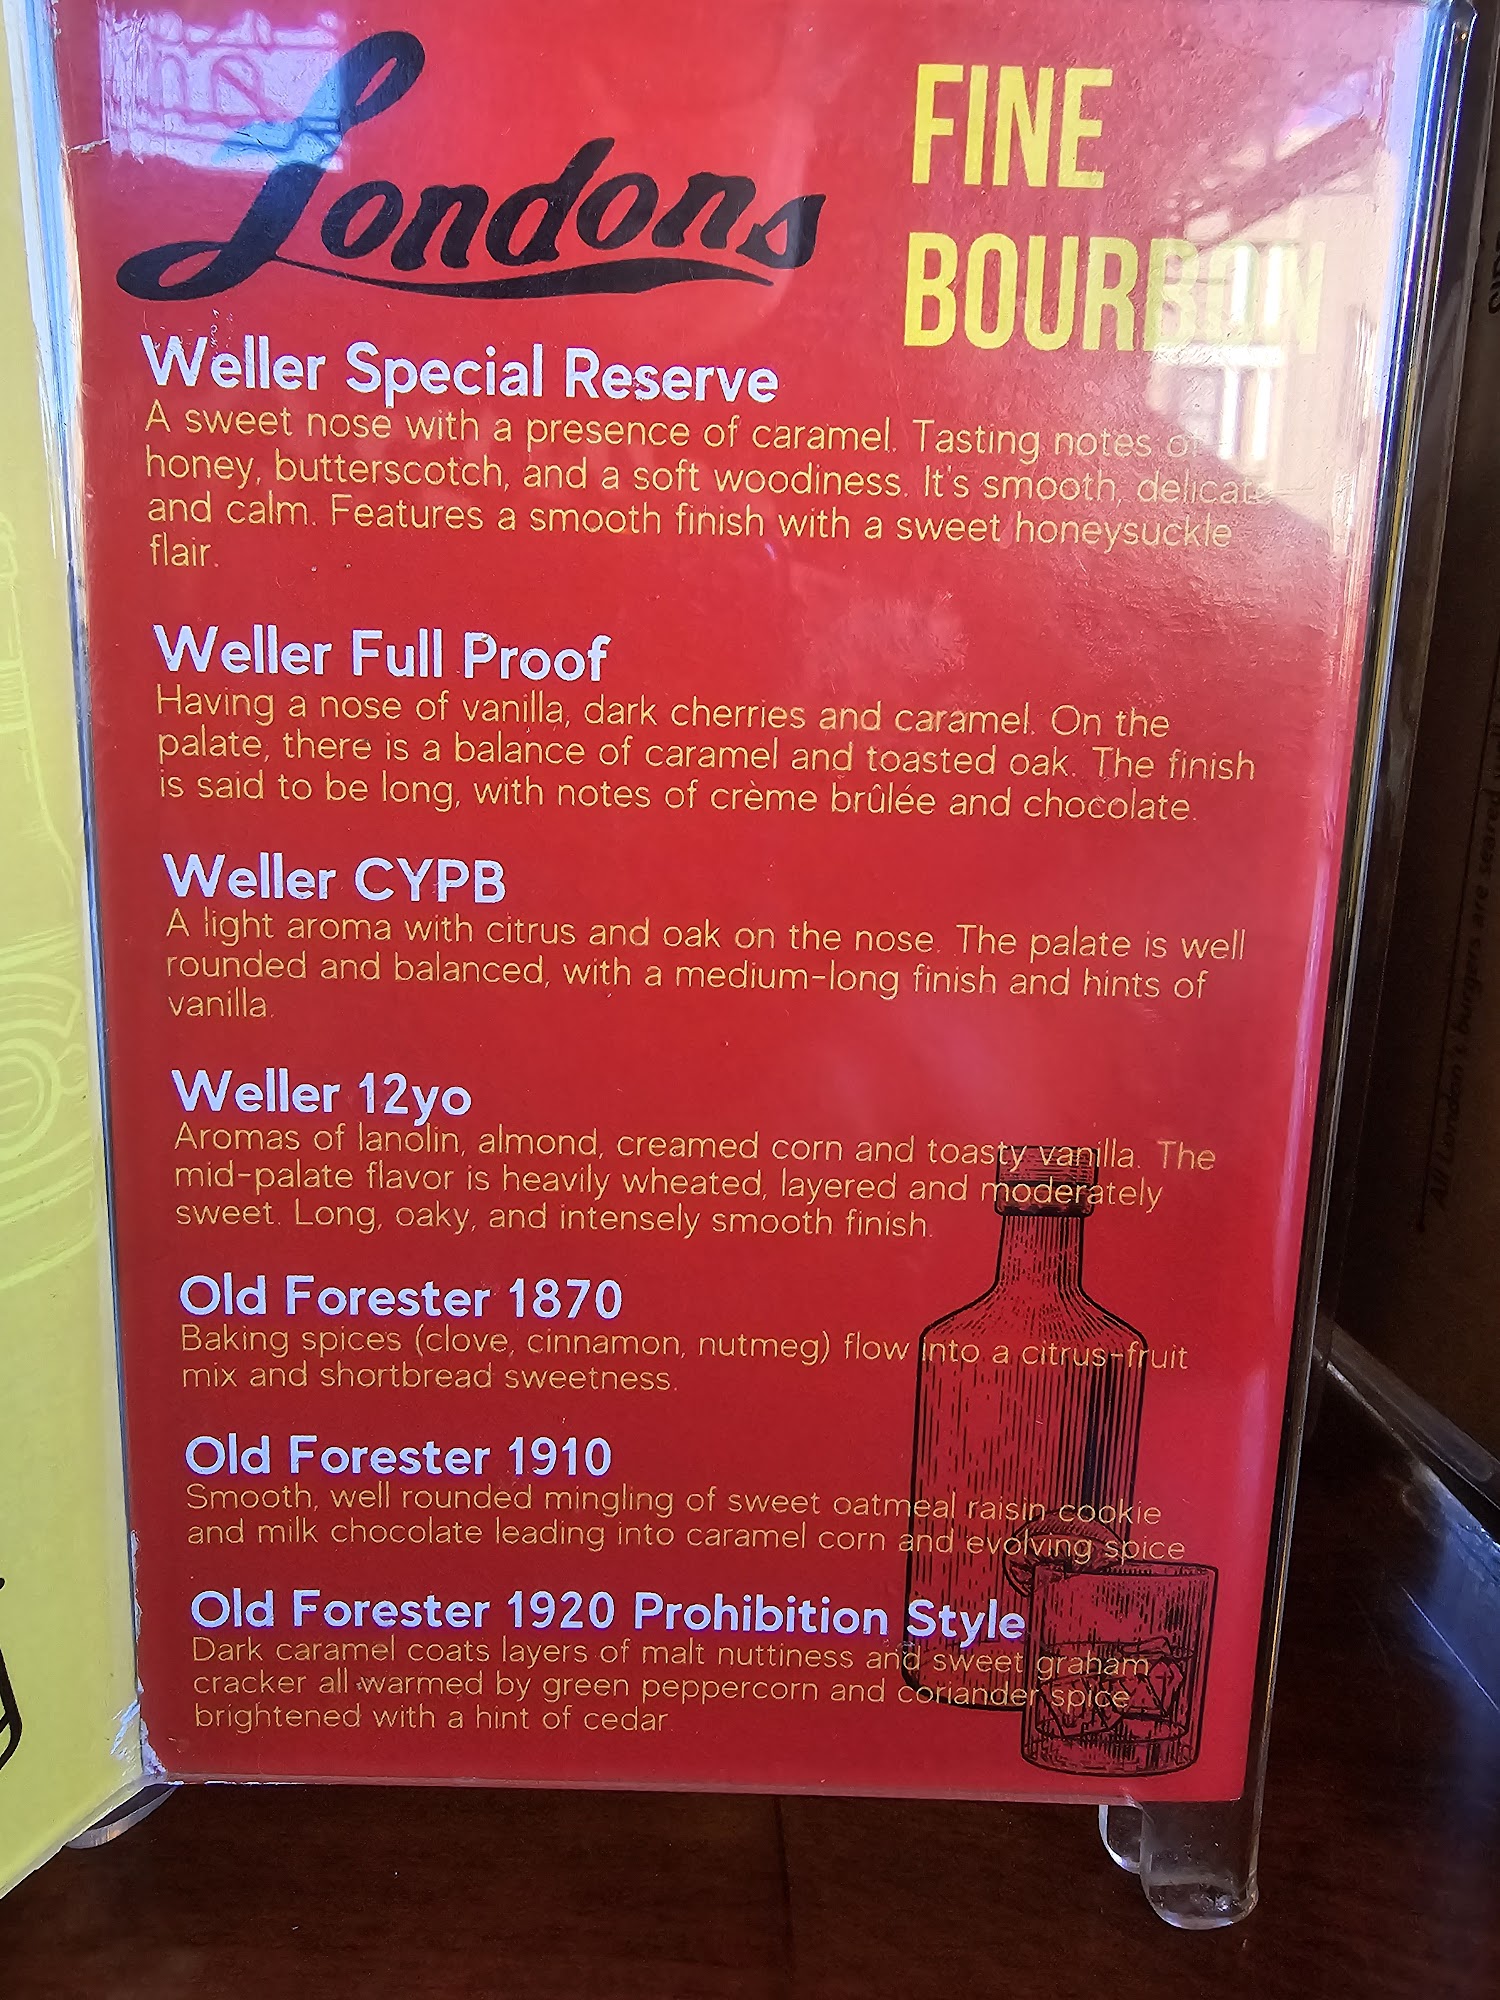 Londons
FINE
BOURBON
Weller Special Reserve
A sweet nose with a presence of caramel. Tasting notes of
honey, butterscotch, and a soft woodiness. It's smooth, delicate
and calm. Features a smooth finish with a sweet honeysuckle
flair.
Weller Full Proof
Having a nose of vanilla, dark cherries and caramel. On the
palate, there is a balance of caramel and toasted oak. The finish
is said to be long, with notes of crème brûlée and chocolate.
Weller CYPB
A light aroma with citrus and oak on the nose. The palate is well
rounded and balanced, with a medium-long finish and hints of
vanilla.
Weller 12yo
Aromas of lanolin, almond, creamed corn and toasty vanilla. The
mid-palate flavor is heavily wheated, layered and moderately
sweet. Long, oaky, and intensely smooth finish.
Old Forester 1870
Baking spices (clove, cinnamon, nutmeg) flow into a citrus-fruit
mix and shortbread sweetness.
Old Forester 1910
Smooth, well rounded mingling of sweet oatmeal raisin cookie
and milk chocolate leading into caramel corn and evolving spice
Old Forester 1920 Prohibition Style
Dark caramel coats layers of malt nuttiness and sweet graham
cracker all warmed by green peppercorn and coriander spice
brightened with a hint of cedar
All London's burgers are seared